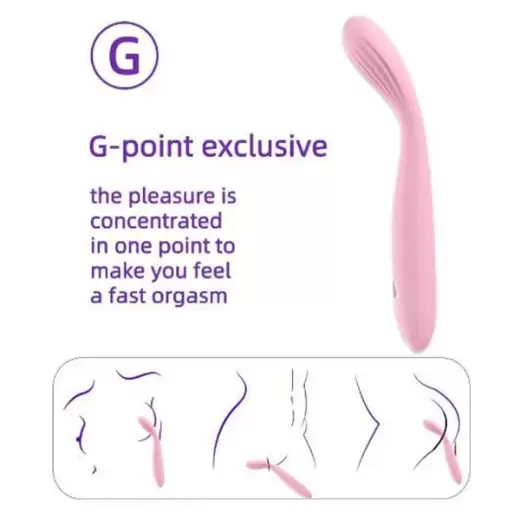 G
G-point exclusive
the pleasure is
concentrated
in one point to
make you feel
a fast orgasm